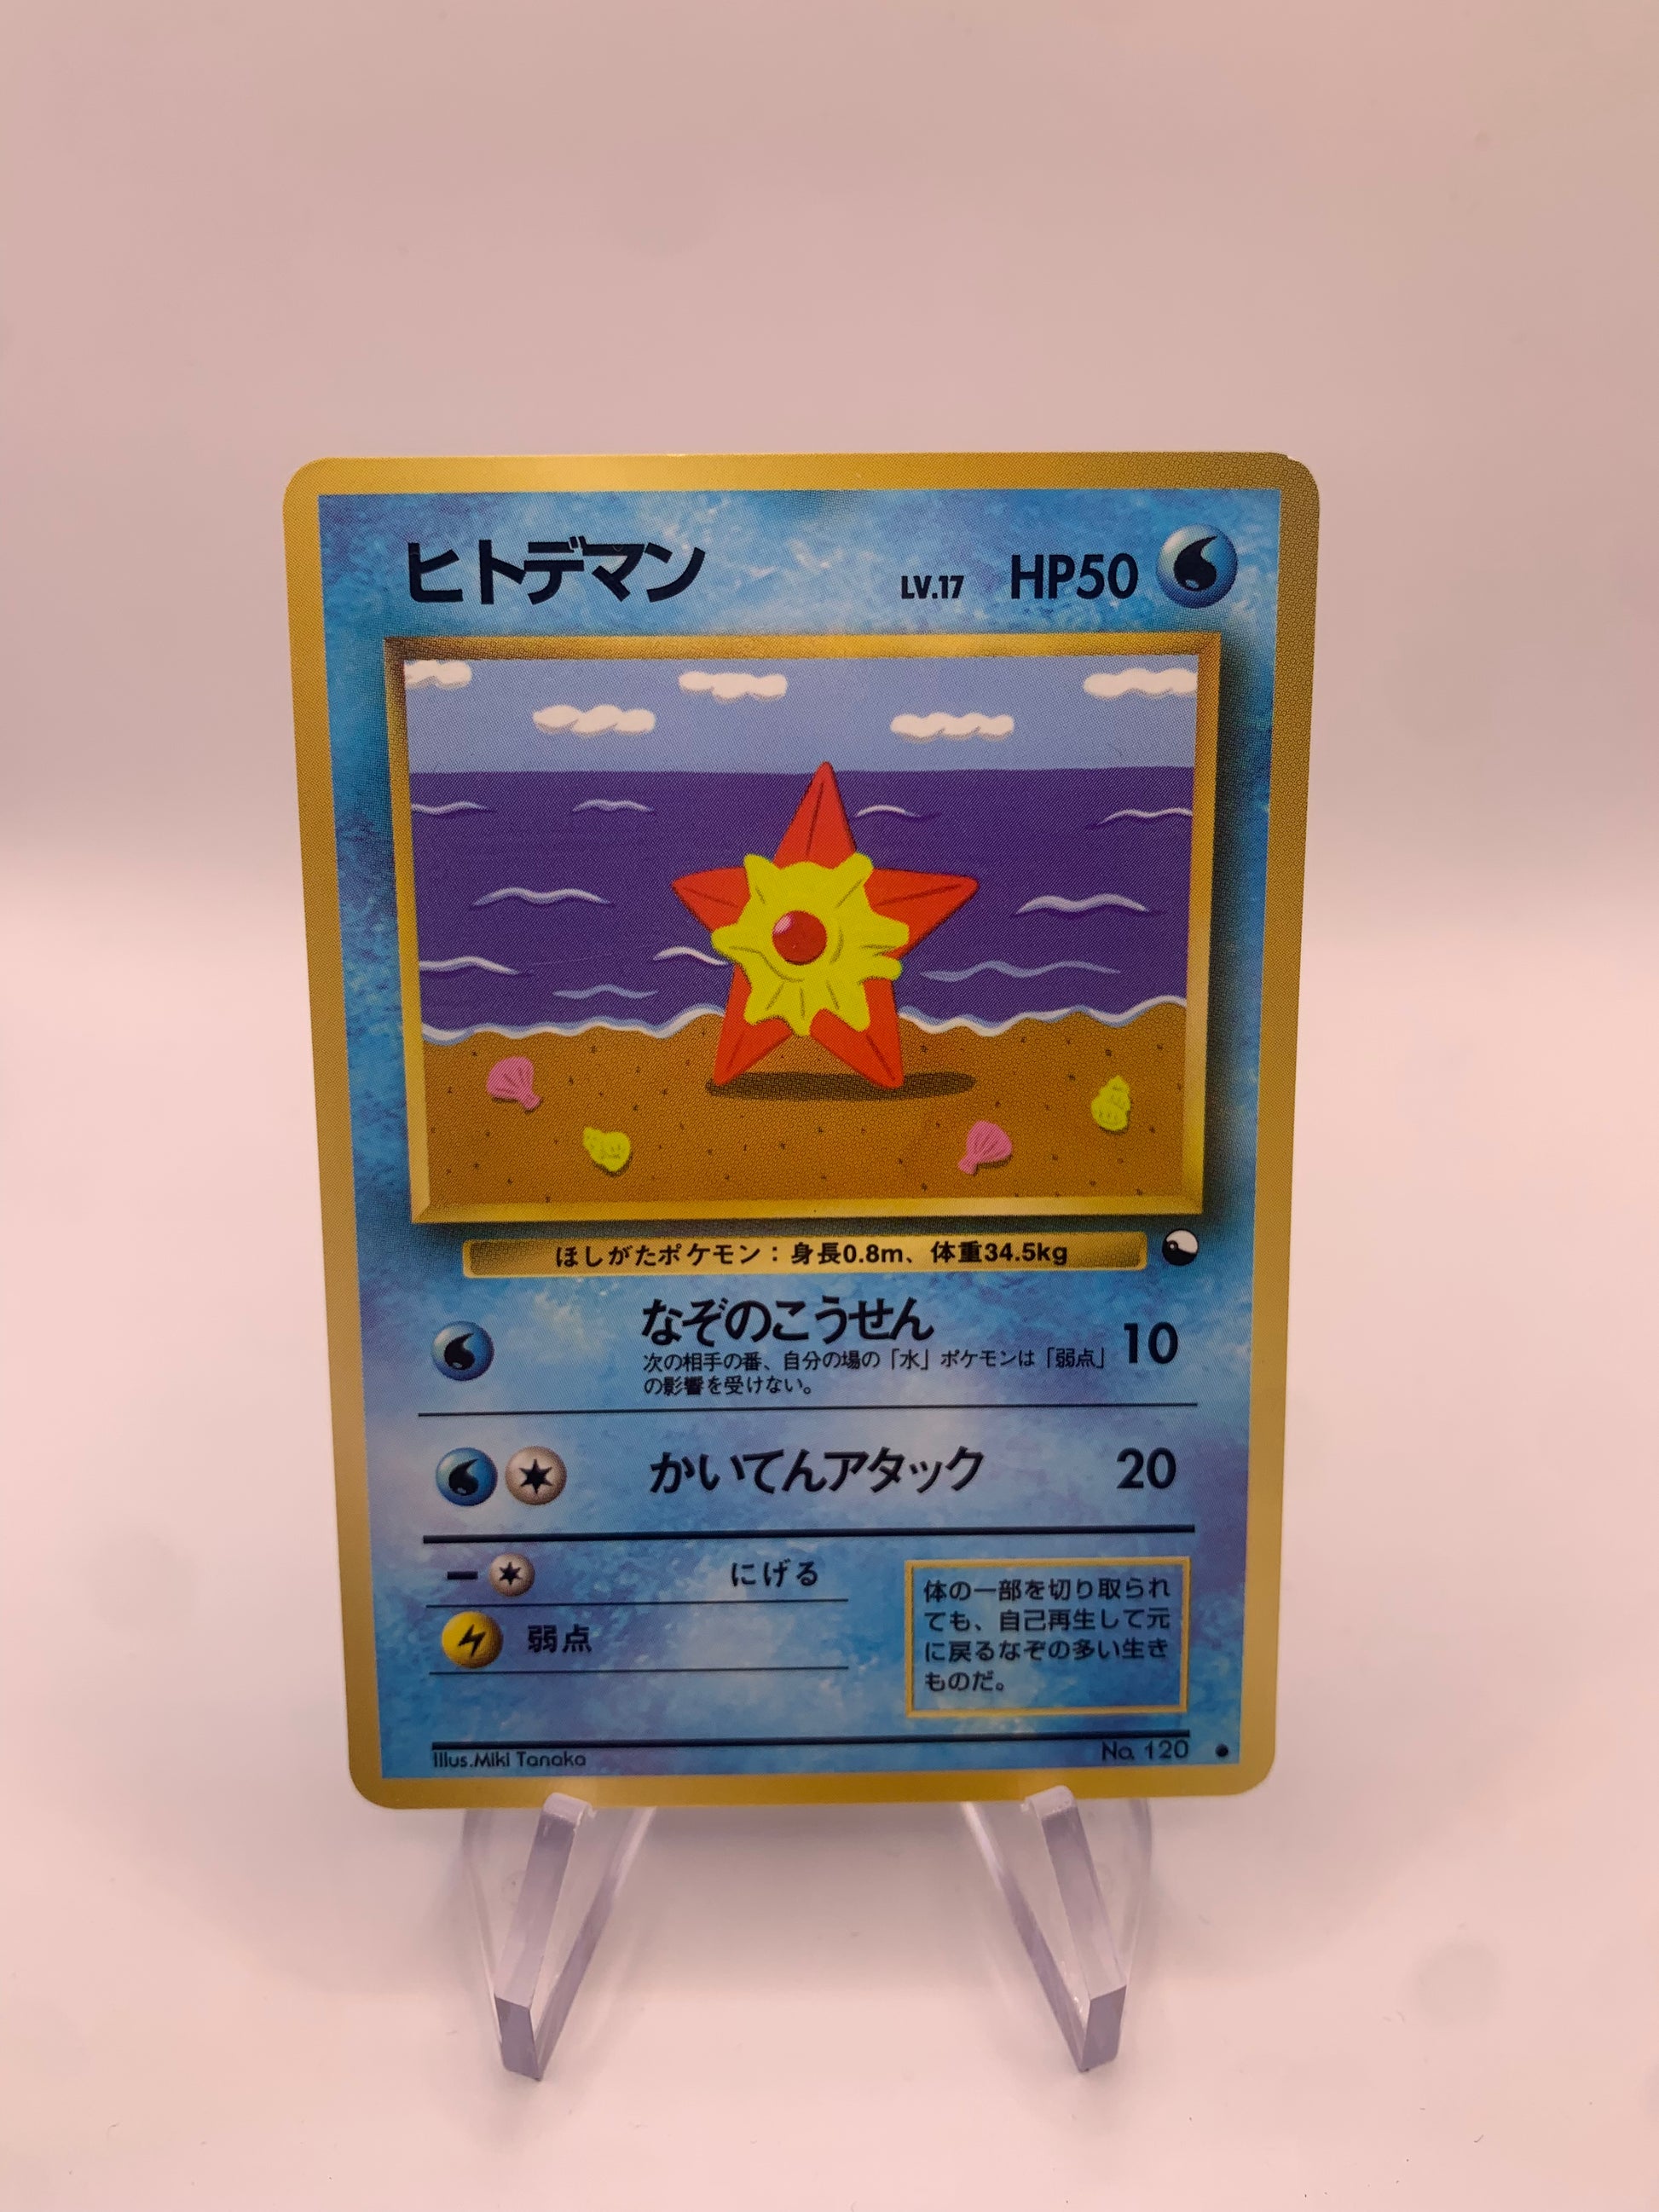 ヒトデマン LV.17 HP50
ほしがたポケモン：身長0.8m、体重34.5kg
なぞのこうせん 10
次の相手の番、自分の場の「水」ポケモンは「弱点」
の影響を受けない。
かいてんアタック 20
にげる
弱点
体の一部を切り取られ
ても、自己再生して元
に戻るなぞの多い生き
ものだ。
Illus.Miki Tanaka No. 120